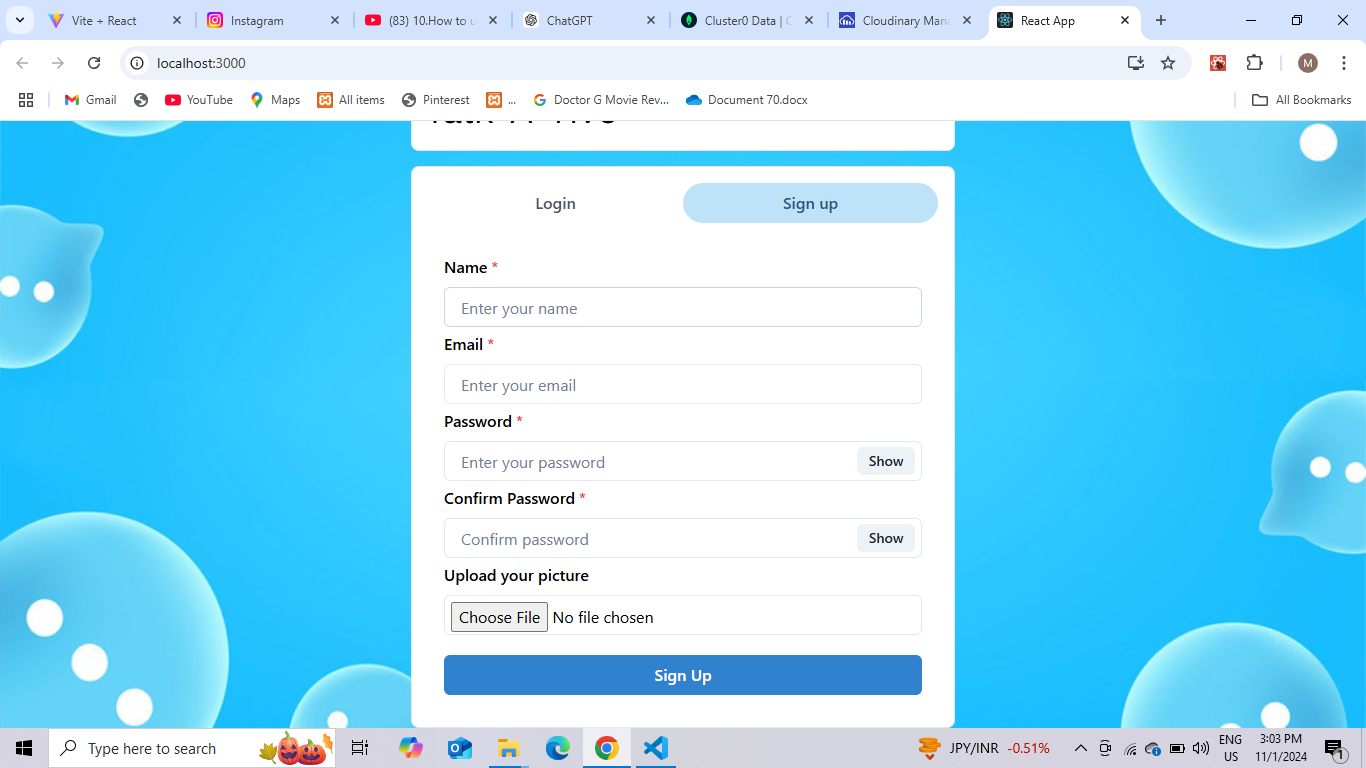 Vite + React
Instagram
(83) 10.How to u
ChatGPT
Cluster0 Data | C
Cloudinary Mana
React App
localhost:3000
M
Gmail
YouTube
Maps
All items
Pinterest
...
Doctor G Movie Rev...
Document 70.docx
All Bookmarks
Login
Sign up
Name *
Enter your name
Email *
Enter your email
Password *
Enter your password
Show
Confirm Password *
Confirm password
Show
Upload your picture
Choose File No file chosen
Sign Up
Type here to search
JPY/INR -0.51%
ENG
US
3:03 PM
11/1/2024
1